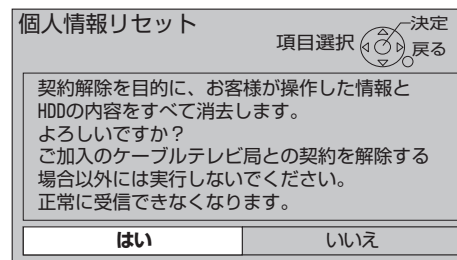 個人情報リセット
項目選択
決定
戻る
契約解除を目的に、お客様が操作した情報と
HDDの内容をすべて消去します。
よろしいですか？
ご加入のケーブルテレビ局との契約を解除する
場合以外には実行しないでください。
正常に受信できなくなります。
はい
いいえ